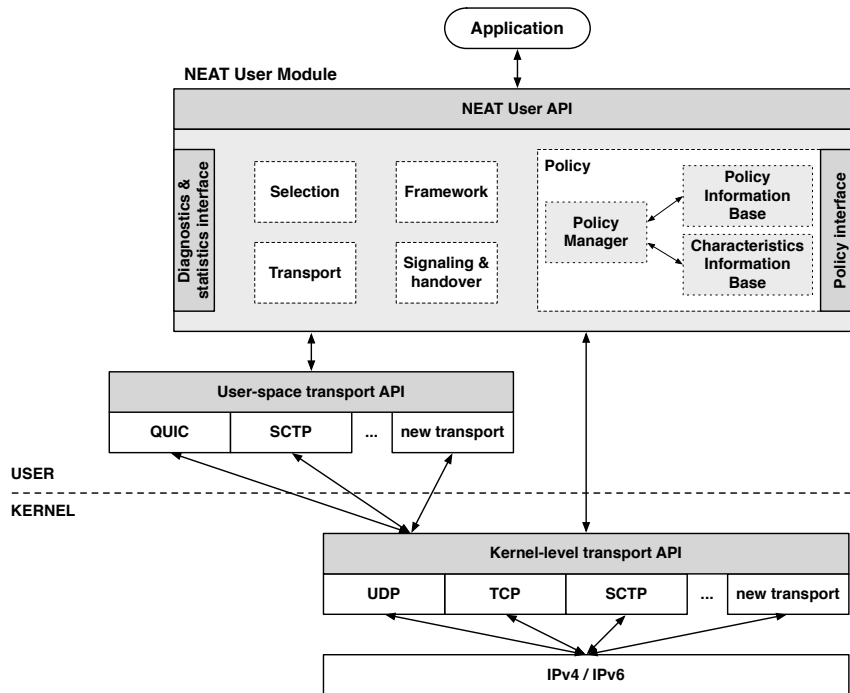 Application
NEAT User Module
NEAT User API
Diagnostics &
statistics interface
Selection
Framework
Transport
Signaling &
handover
Policy
Policy
Manager
Policy
Information
Base
Characteristics
Information
Base
Policy interface
User-space transport API
QUIC
SCTP
...
new transport
USER
KERNEL
Kernel-level transport API
UDP
TCP
SCTP
...
new transport
IPv4 / IPv6